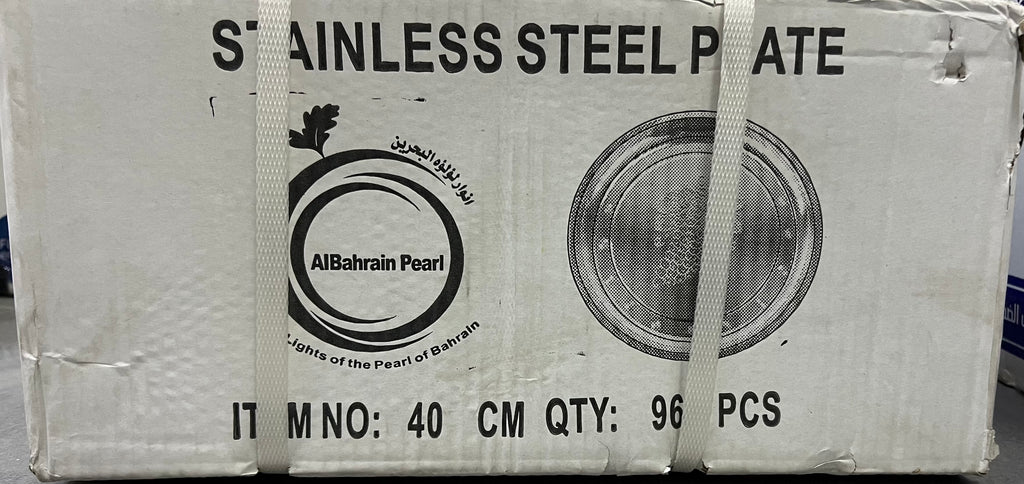 STAINLESS STEEL PLATE
انوار لؤلؤه البحرين
AlBahrain Pearl
Lights of the Pearl of Bahrain
ITEM NO: 40 CM QTY: 96 PCS